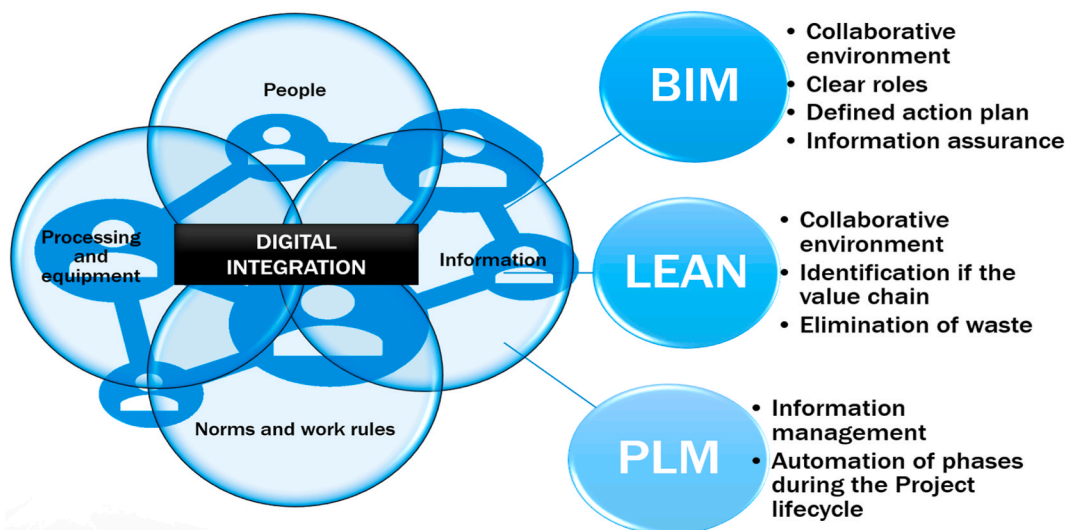 People
Processing
and
equipment
DIGITAL
INTEGRATION
Information
Norms and work rules
BIM
• Collaborative
environment
• Clear roles
• Defined action plan
• Information assurance
LEAN
• Collaborative
environment
• Identification if the
value chain
• Elimination of waste
PLM
• Information
management
• Automation of phases
during the Project
lifecycle